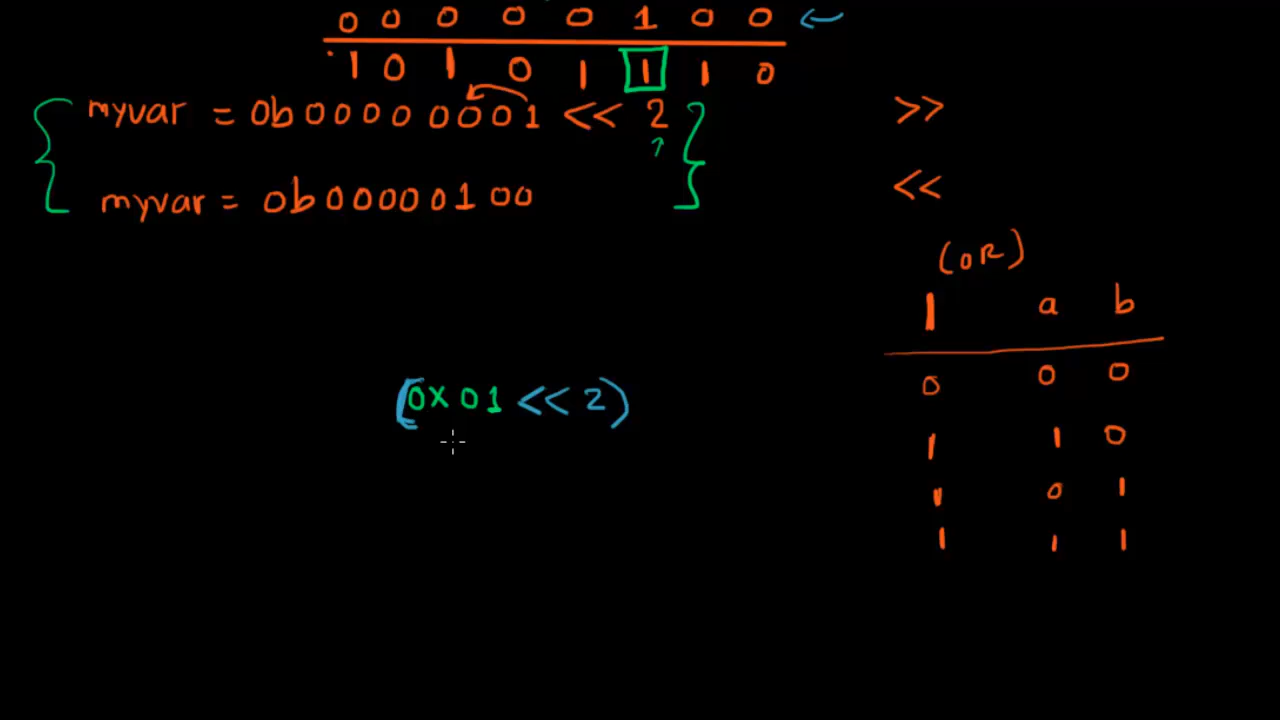 0 0 0 0 0 1 0 0 ←
1 0 1 0 1 1 1 0
myvar = 0b00000001 << 2
>>
↑
myvar = 0b00000100
<<
(OR)
| a b
0 0 0
(0x01 << 2)
1 1 0
1 0 1
1 1 1